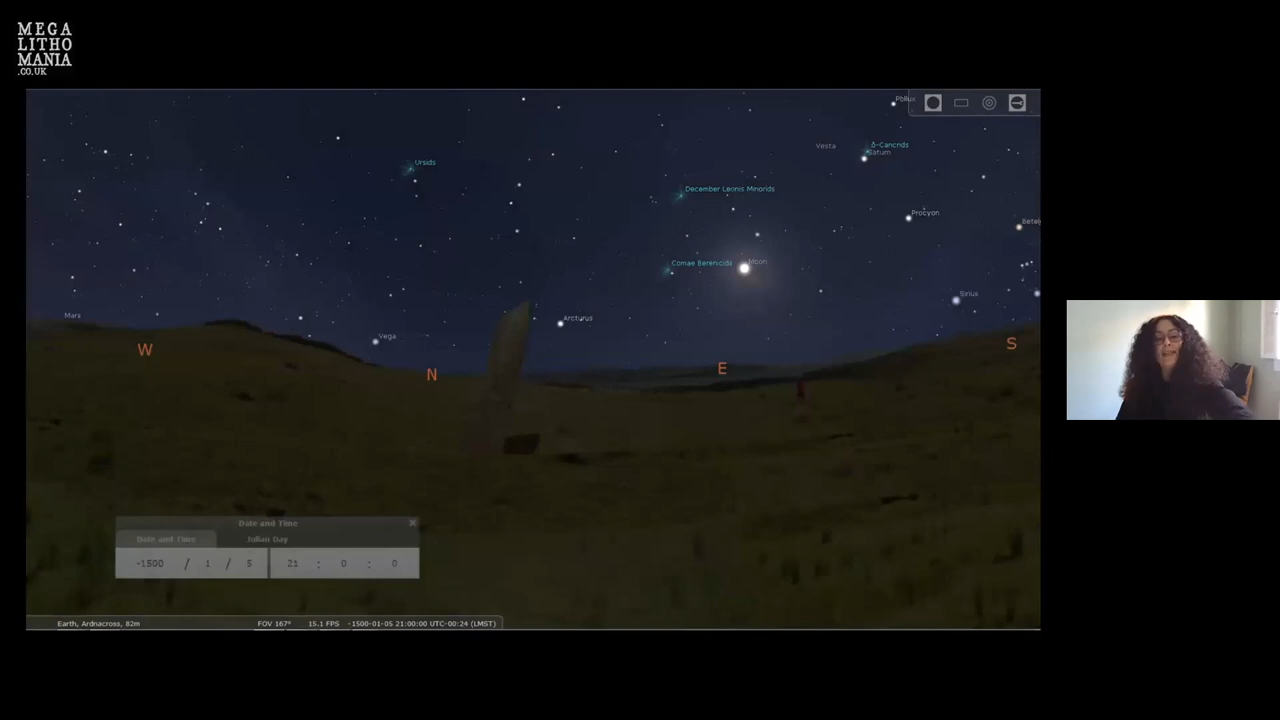 MEGA
LITHO
MANIA
.CO.UK
Pollux
Vesta
δ-Cancrids
Saturn
Ursids
December Leonis Minorids
Procyon
Comae Berenicids
Moon
Sirius
Mars
Arcturus
Vega
W
N
E
S
Date and Time
Date and Time
Julian Day
-1500 / 1 / 5
21 : 0 : 0
Earth, Ardnacross, 82m
FOV 167°
15.1 FPS
-1500-01-05 21:00:00 UTC-00:24 (LMST)